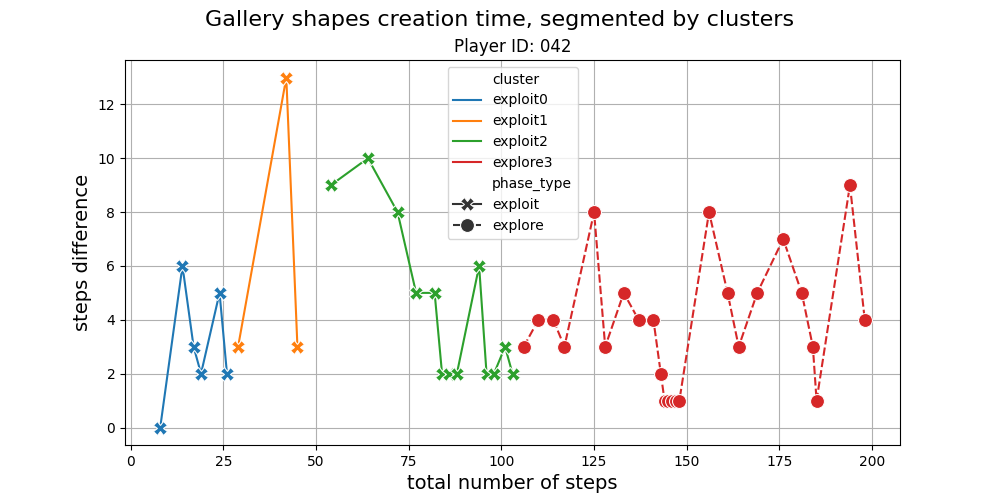 Gallery shapes creation time, segmented by clusters
Player ID: 042
steps difference
12
10
8
6
4
2
0
cluster
exploit0
exploit1
exploit2
explore3
phase_type
exploit
explore
0 25 50 75 100 125 150 175 200
total number of steps